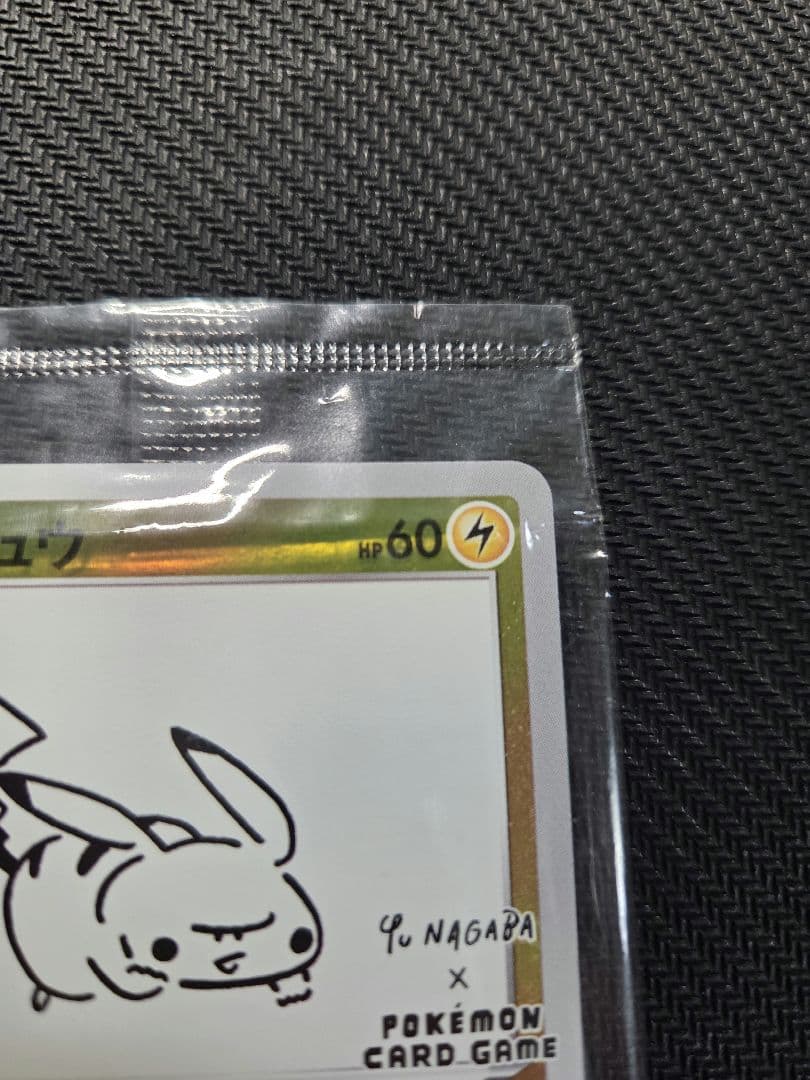 ュウ HP60
Yu NAGABA
×
POKÉMON
CARD GAME